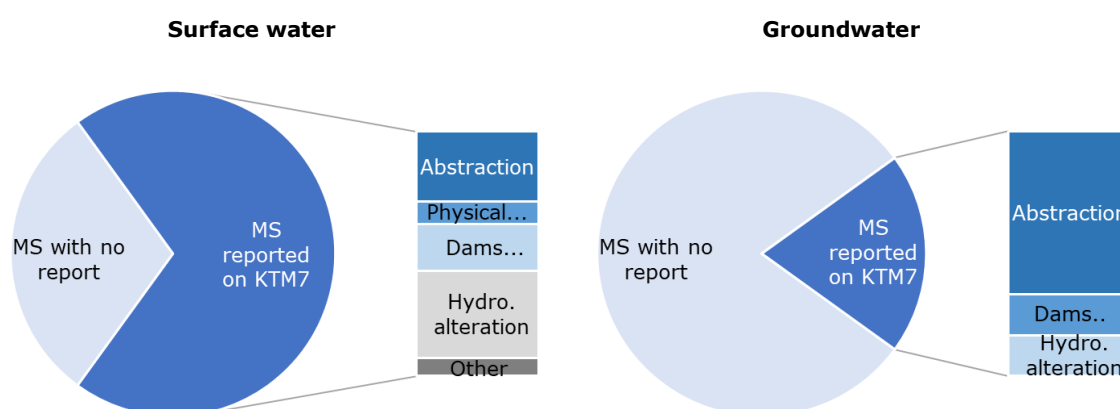 Surface water
Groundwater
MS with no
report
MS
reported
on KTM7
Abstraction
Physical...
Dams...
Hydro.
alteration
Other
MS with no
report
MS
reported
on KTM7
Abstraction
Dams..
Hydro.
alteration